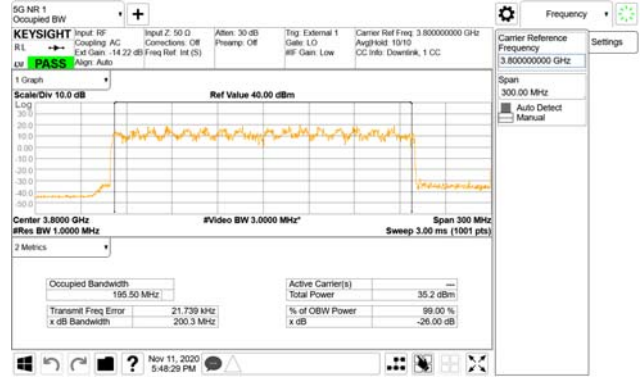 5G NR 1
Occupied BW
Frequency
KEYSIGHT Input: RF Input Z: 50 Ω Atten: 30 dB Trig: External 1 Carrier Ref Freq: 3.800000000 GHz
RL Coupling: AC Corrections: Off Preamp: Off Gate: LO Avg|Hold: 10/10
Ext Gain: -14.22 dB Freq Ref: Int (S) #IF Gain: Low CC Info: Downlink, 1 CC
PASS Align: Auto
Carrier Reference
Frequency
3.800000000 GHz
Settings
Span
300.00 MHz
Auto Detect
Manual
1 Graph
Scale/Div 10.0 dB Ref Value 40.00 dBm
Log
30.0
20.0
10.0
0.00
-10.0
-20.0
-30.0
-40.0
-50.0
Center 3.8000 GHz #Video BW 3.0000 MHz* Span 300 MHz
#Res BW 1.0000 MHz Sweep 3.00 ms (1001 pts)
2 Metrics
Occupied Bandwidth Active Carrier(s) ---
195.50 MHz Total Power 35.2 dBm
Transmit Freq Error 21.739 kHz % of OBW Power 99.00 %
x dB Bandwidth 200.3 MHz x dB -26.00 dB
? Nov 11, 2020
5:48:29 PM